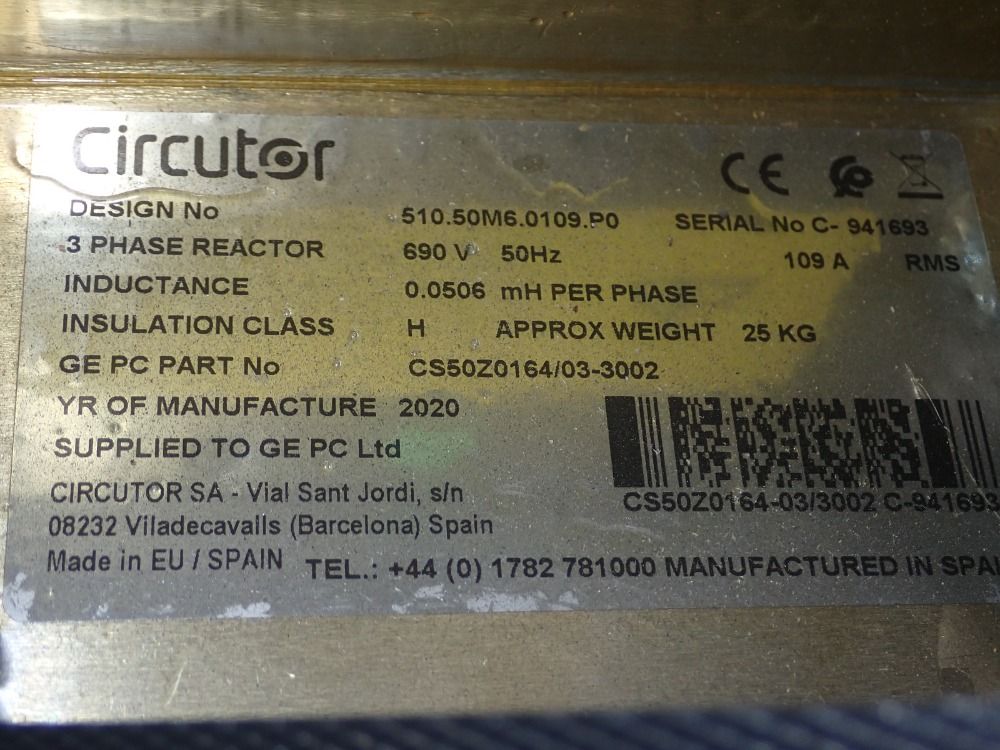 Circutor
CE
DESIGN No 510.50M6.0109.P0 SERIAL No C- 941693
3 PHASE REACTOR 690 V 50Hz 109 A RMS
INDUCTANCE 0.0506 mH PER PHASE
INSULATION CLASS H APPROX WEIGHT 25 KG
GE PC PART No CS50Z0164/03-3002
YR OF MANUFACTURE 2020
SUPPLIED TO GE PC Ltd
CS50Z0164-03/3002 C-941693
CIRCUTOR SA - Vial Sant Jordi, s/n
08232 Viladecavalls (Barcelona) Spain
Made in EU / SPAIN
TEL.: +44 (0) 1782 781000 MANUFACTURED IN SPAI